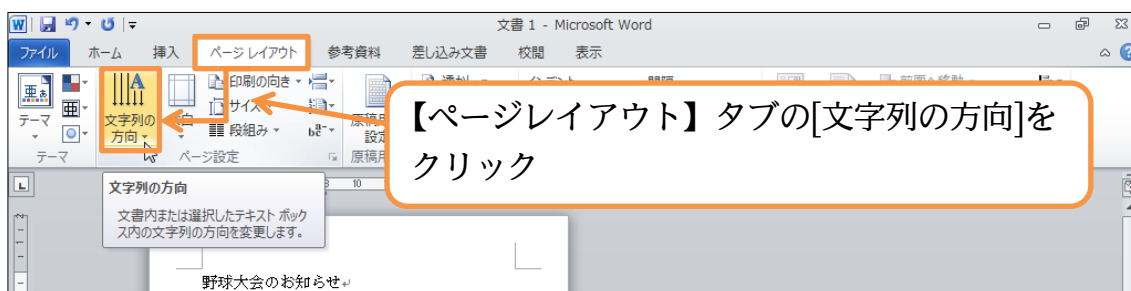 文書 1 - Microsoft Word
ファイル ホーム 挿入 ページ レイアウト 参考資料 差し込み文書 校閲 表示
印刷の向き
テーマ
文字列の方向
サイズ
段組み
テーマ ページ設定
【ページレイアウト】タブの[文字列の方向]を
クリック
文字列の方向
文書内または選択したテキスト ボック
ス内の文字列の方向を変更します。
野球大会のお知らせ